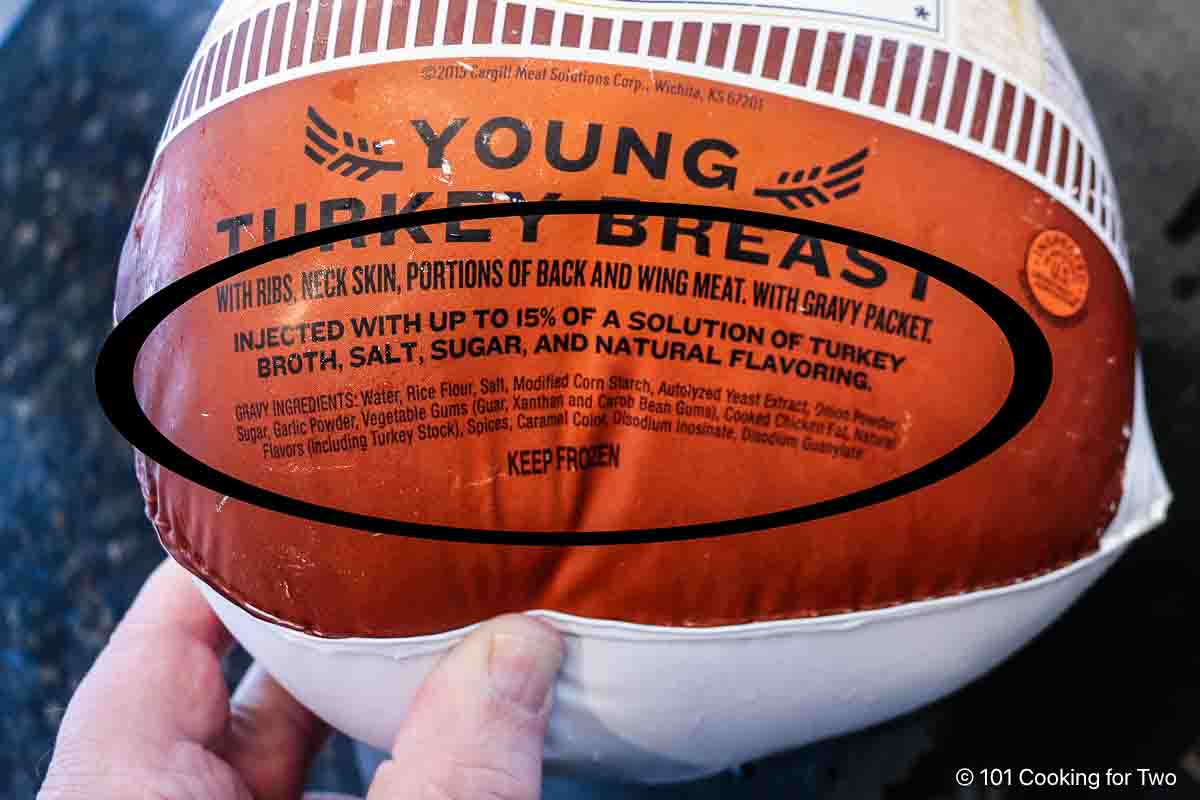 *
©2015 Cargill Meat Solutions Corp., Wichita, KS 67201
YOUNG
TURKEY BREAST
WITH RIBS, NECK SKIN, PORTIONS OF BACK AND WING MEAT. WITH GRAVY PACKET.
INJECTED WITH UP TO 15% OF A SOLUTION OF TURKEY
BROTH, SALT, SUGAR, AND NATURAL FLAVORING.
GRAVY INGREDIENTS: Water, Rice Flour, Salt, Modified Corn Starch, Autolyzed Yeast Extract, Onion Powder,
Sugar, Garlic Powder, Vegetable Gums (Guar, Xanthan and Carob Bean Gums), Cooked Chicken Fat, Natural
Flavors (Including Turkey Stock), Spices, Caramel Color, Disodium Inosinate, Disodium Guanylate
KEEP FROZEN
© 101 Cooking for Two